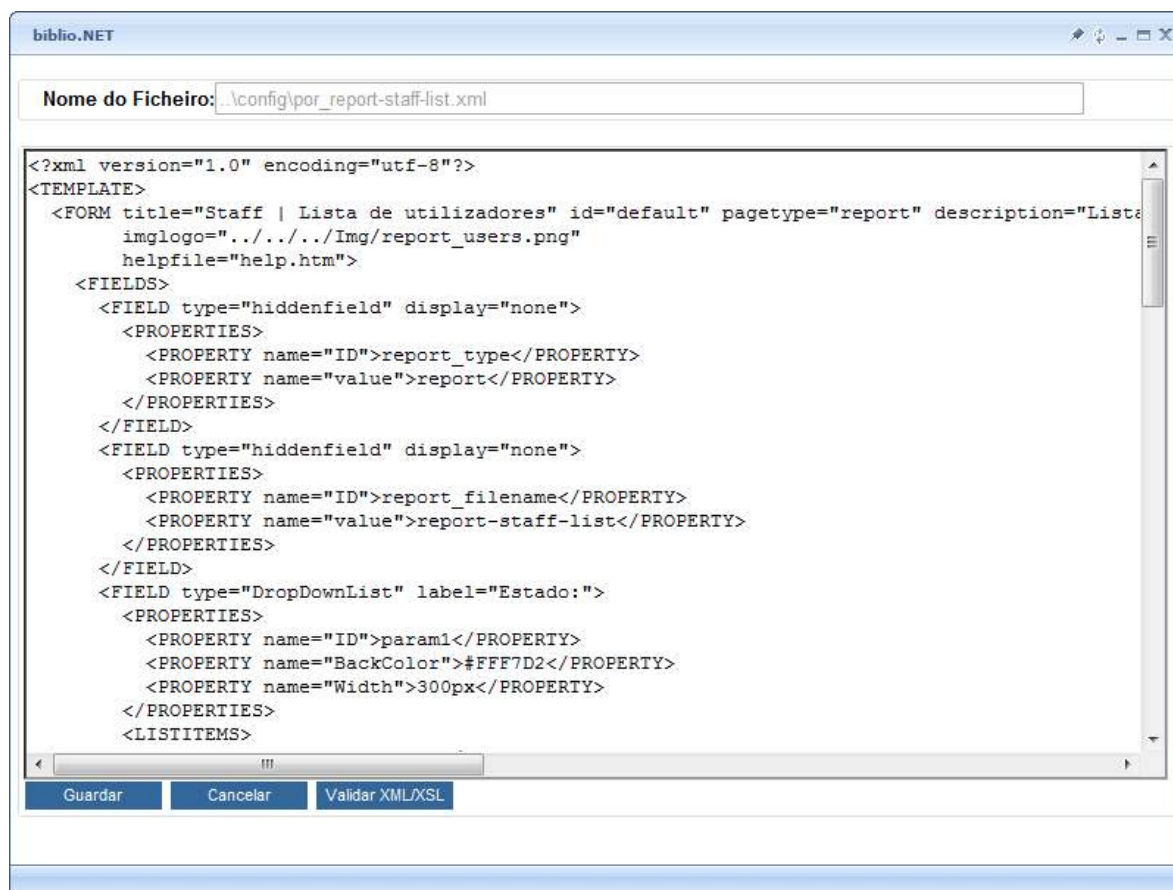 biblio.NET
Nome do Ficheiro: ..\config\por_report-staff-list.xml
<?xml version="1.0" encoding="utf-8"?>
<TEMPLATE>
  <FORM title="Staff | Lista de utilizadores" id="default" pagetype="report" description="Lista
        imglogo="../../../Img/report_users.png"
        helpfile="help.htm">
    <FIELDS>
      <FIELD type="hiddenfield" display="none">
        <PROPERTIES>
          <PROPERTY name="ID">report_type</PROPERTY>
          <PROPERTY name="value">report</PROPERTY>
        </PROPERTIES>
      </FIELD>
      <FIELD type="hiddenfield" display="none">
        <PROPERTIES>
          <PROPERTY name="ID">report_filename</PROPERTY>
          <PROPERTY name="value">report-staff-list</PROPERTY>
        </PROPERTIES>
      </FIELD>
      <FIELD type="DropDownList" label="Estado:">
        <PROPERTIES>
          <PROPERTY name="ID">param1</PROPERTY>
          <PROPERTY name="BackColor">#FFF7D2</PROPERTY>
          <PROPERTY name="Width">300px</PROPERTY>
        </PROPERTIES>
        <LISTITEMS>
Guardar Cancelar Validar XML/XSL